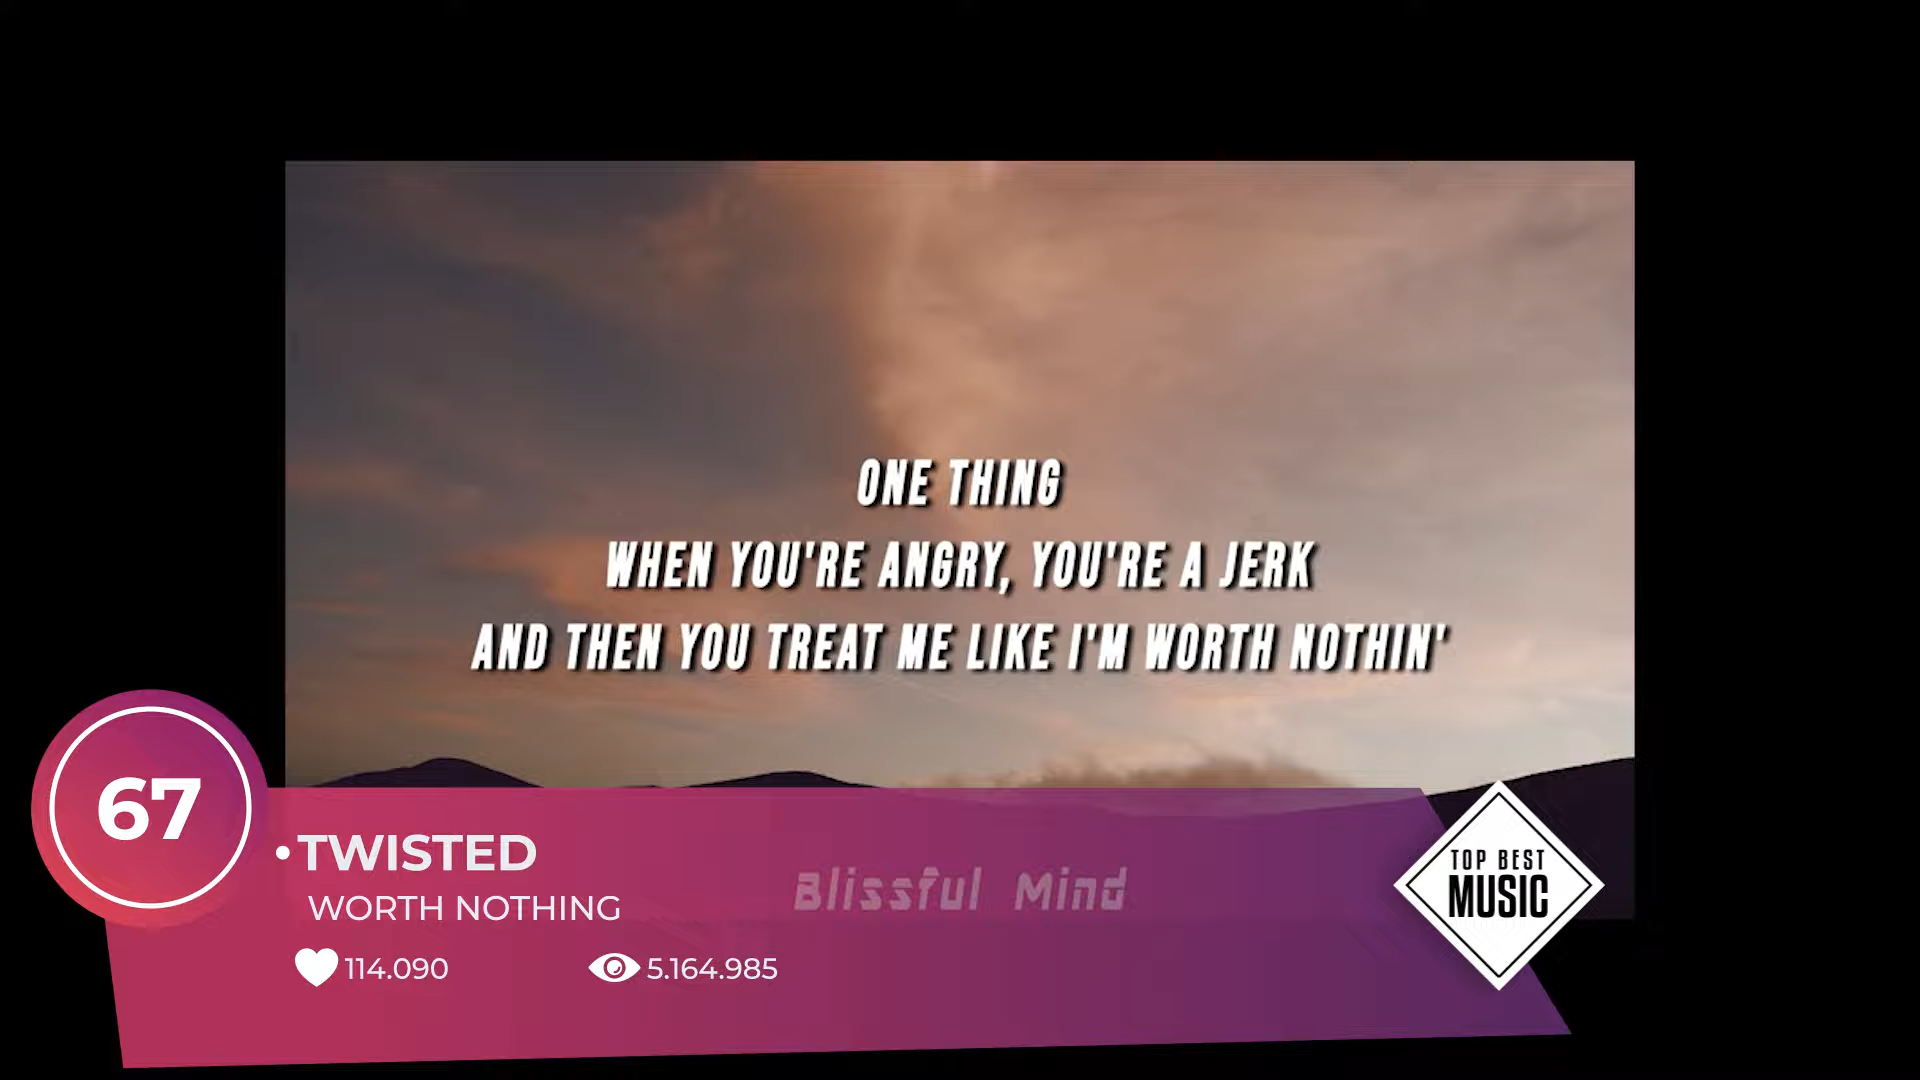 ONE THING
WHEN YOU'RE ANGRY, YOU'RE A JERK
AND THEN YOU TREAT ME LIKE I'M WORTH NOTHIN'
67
•TWISTED
WORTH NOTHING
Blissful Mind
114.090
5.164.985
TOP BEST
MUSIC